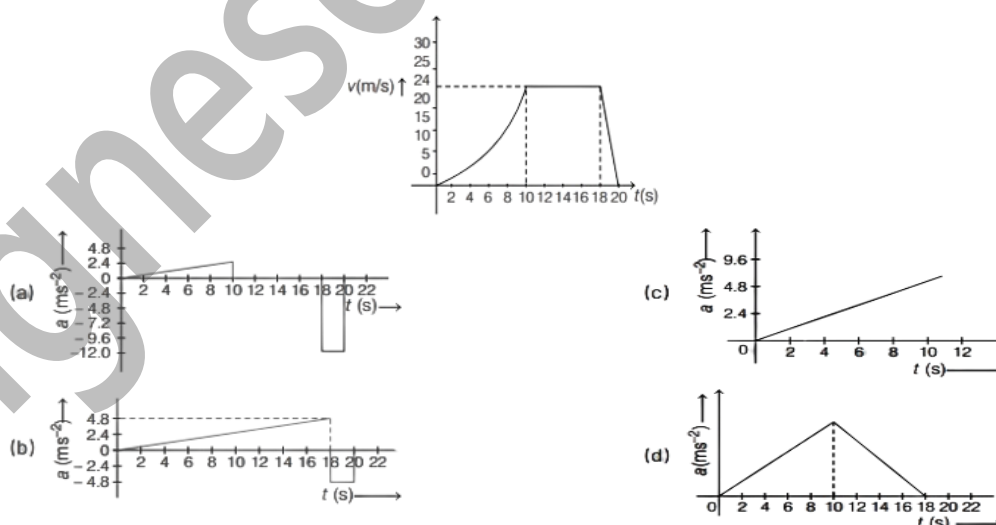 30
25
24
v(m/s) ↑
20
15
10
5
0
2 4 6 8 10 12 14 16 18 20 t(s)
(a)
a (ms⁻²) ⟶
4.8
2.4
0
−2.4
−4.8
−7.2
−9.6
−12.0
2 4 6 8 10 12 14 16 18 20 22
t (s) ⟶
(c)
a (ms⁻²) ⟶
9.6
4.8
2.4
0 2 4 6 8 10 12
t (s)
(b)
a (ms⁻²) ⟶
4.8
2.4
0
−2.4
−4.8
2 4 6 8 10 12 14 16 18 20 22
t (s) ⟶
(d)
a(ms⁻²) ⟶
0 2 4 6 8 10 12 14 16 18 20 22
t (s)
gnes